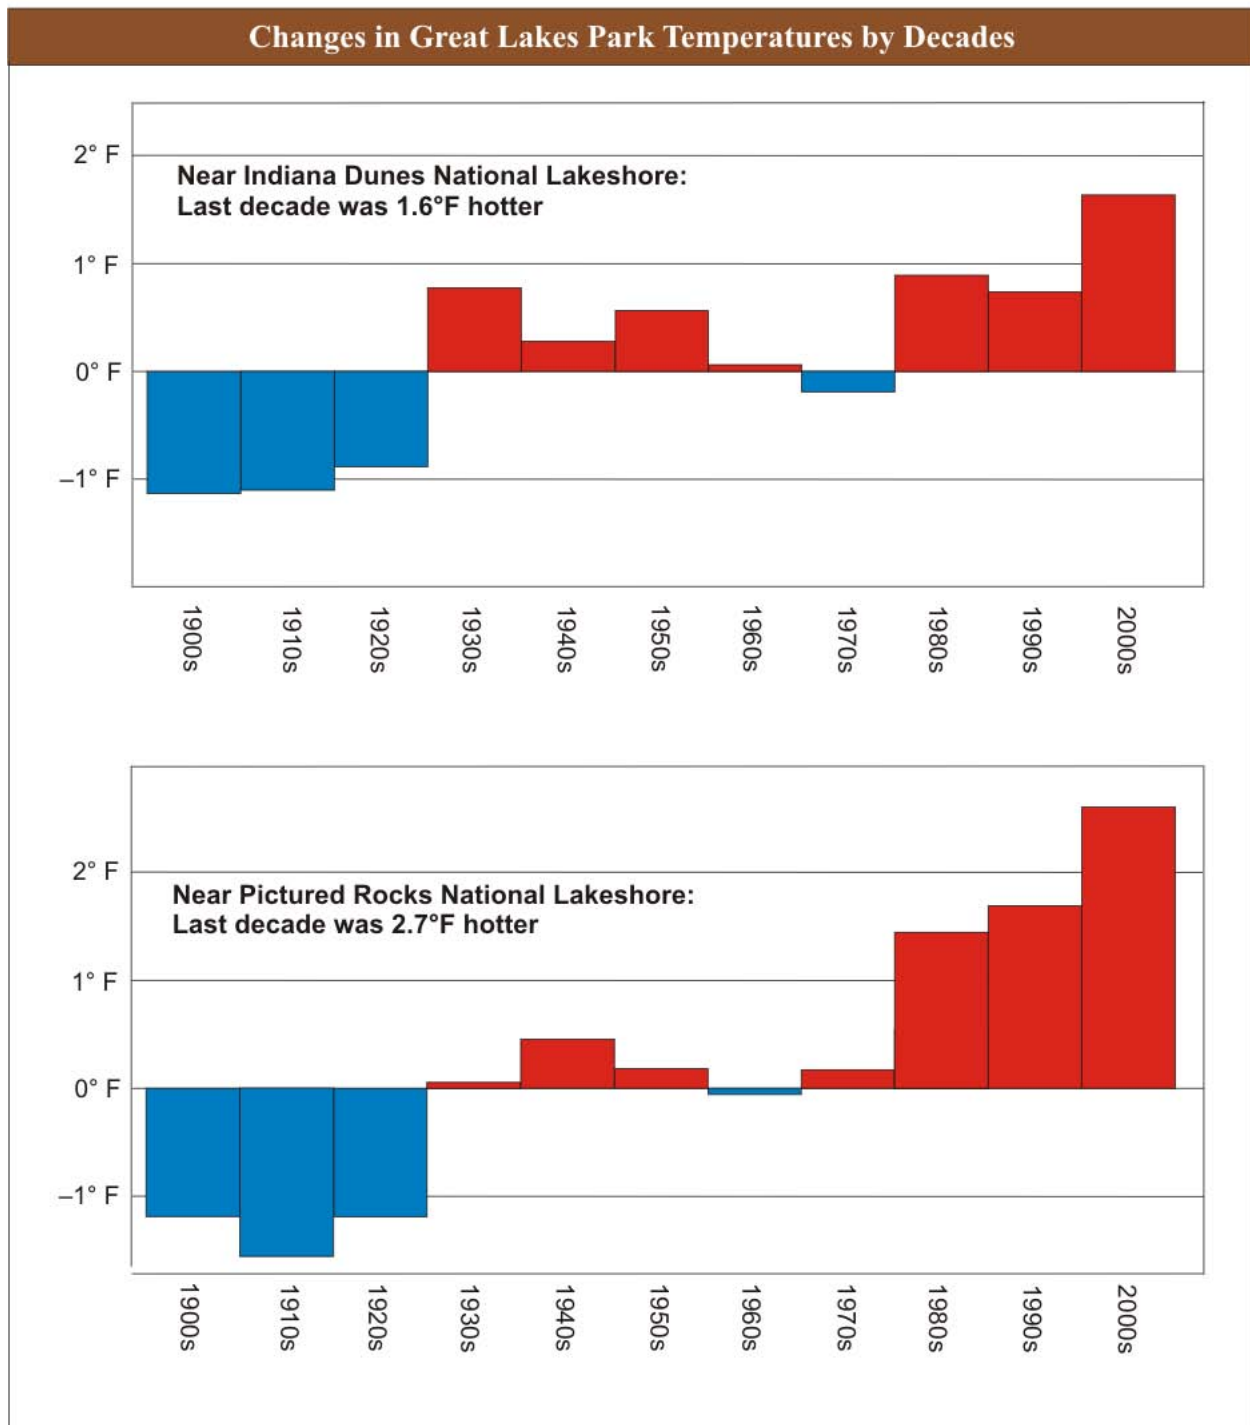 Changes in Great Lakes Park Temperatures by Decades
2° F
Near Indiana Dunes National Lakeshore:
Last decade was 1.6°F hotter
1° F
0° F
–1° F
1900s
1910s
1920s
1930s
1940s
1950s
1960s
1970s
1980s
1990s
2000s
2° F
Near Pictured Rocks National Lakeshore:
Last decade was 2.7°F hotter
1° F
0° F
–1° F
1900s
1910s
1920s
1930s
1940s
1950s
1960s
1970s
1980s
1990s
2000s